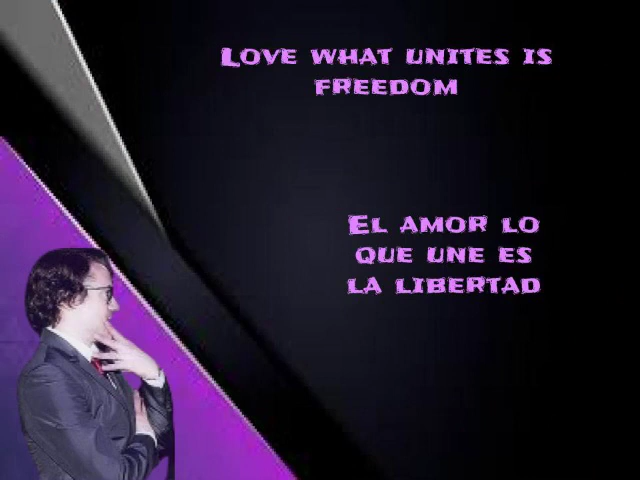 Love what unites is
freedom
El amor lo
que une es
la libertad